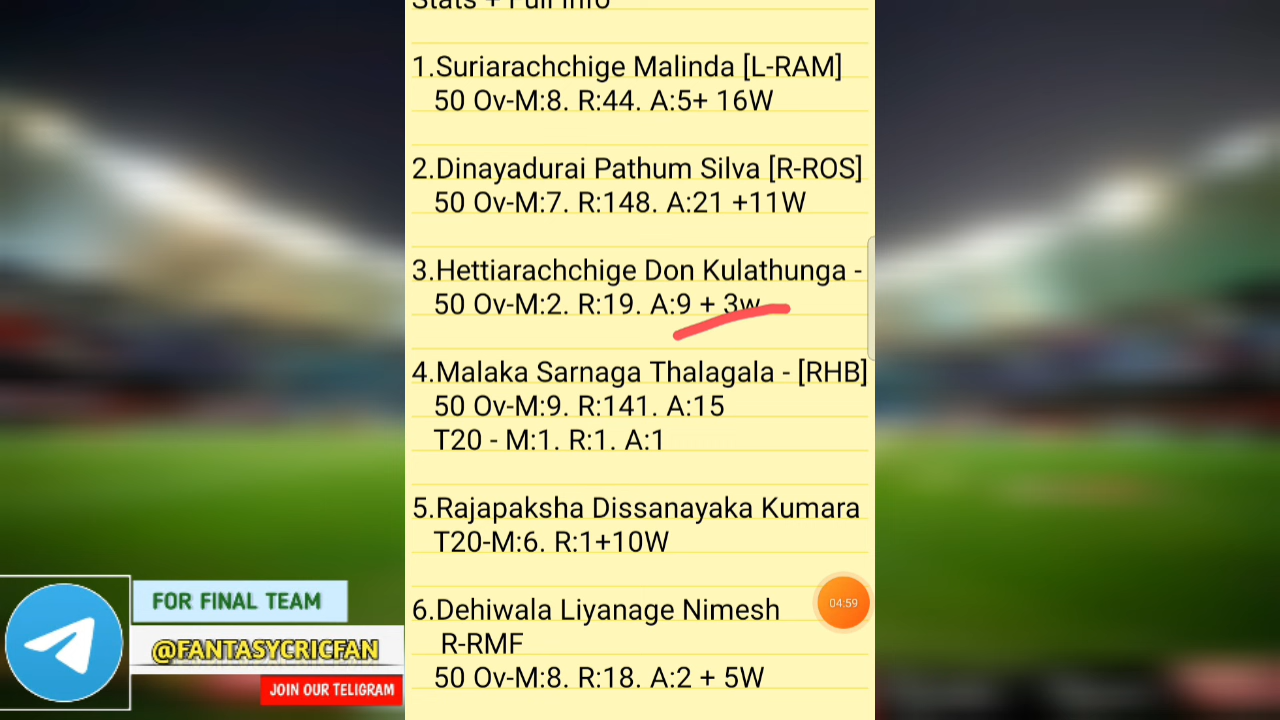 Stats + Full Info
1.Suriarachchige Malinda [L-RAM]
50 Ov-M:8. R:44. A:5+ 16W
2.Dinayadurai Pathum Silva [R-ROS]
50 Ov-M:7. R:148. A:21 +11W
3.Hettiarachchige Don Kulathunga -
50 Ov-M:2. R:19. A:9 + 3w
4.Malaka Sarnaga Thalagala - [RHB]
50 Ov-M:9. R:141. A:15
T20 - M:1. R:1. A:1
5.Rajapaksha Dissanayaka Kumara
T20-M:6. R:1+10W
6.Dehiwala Liyanage Nimesh
R-RMF
50 Ov-M:8. R:18. A:2 + 5W
04:59
FOR FINAL TEAM
@FANTASYCRICFAN
JOIN OUR TELIGRAM